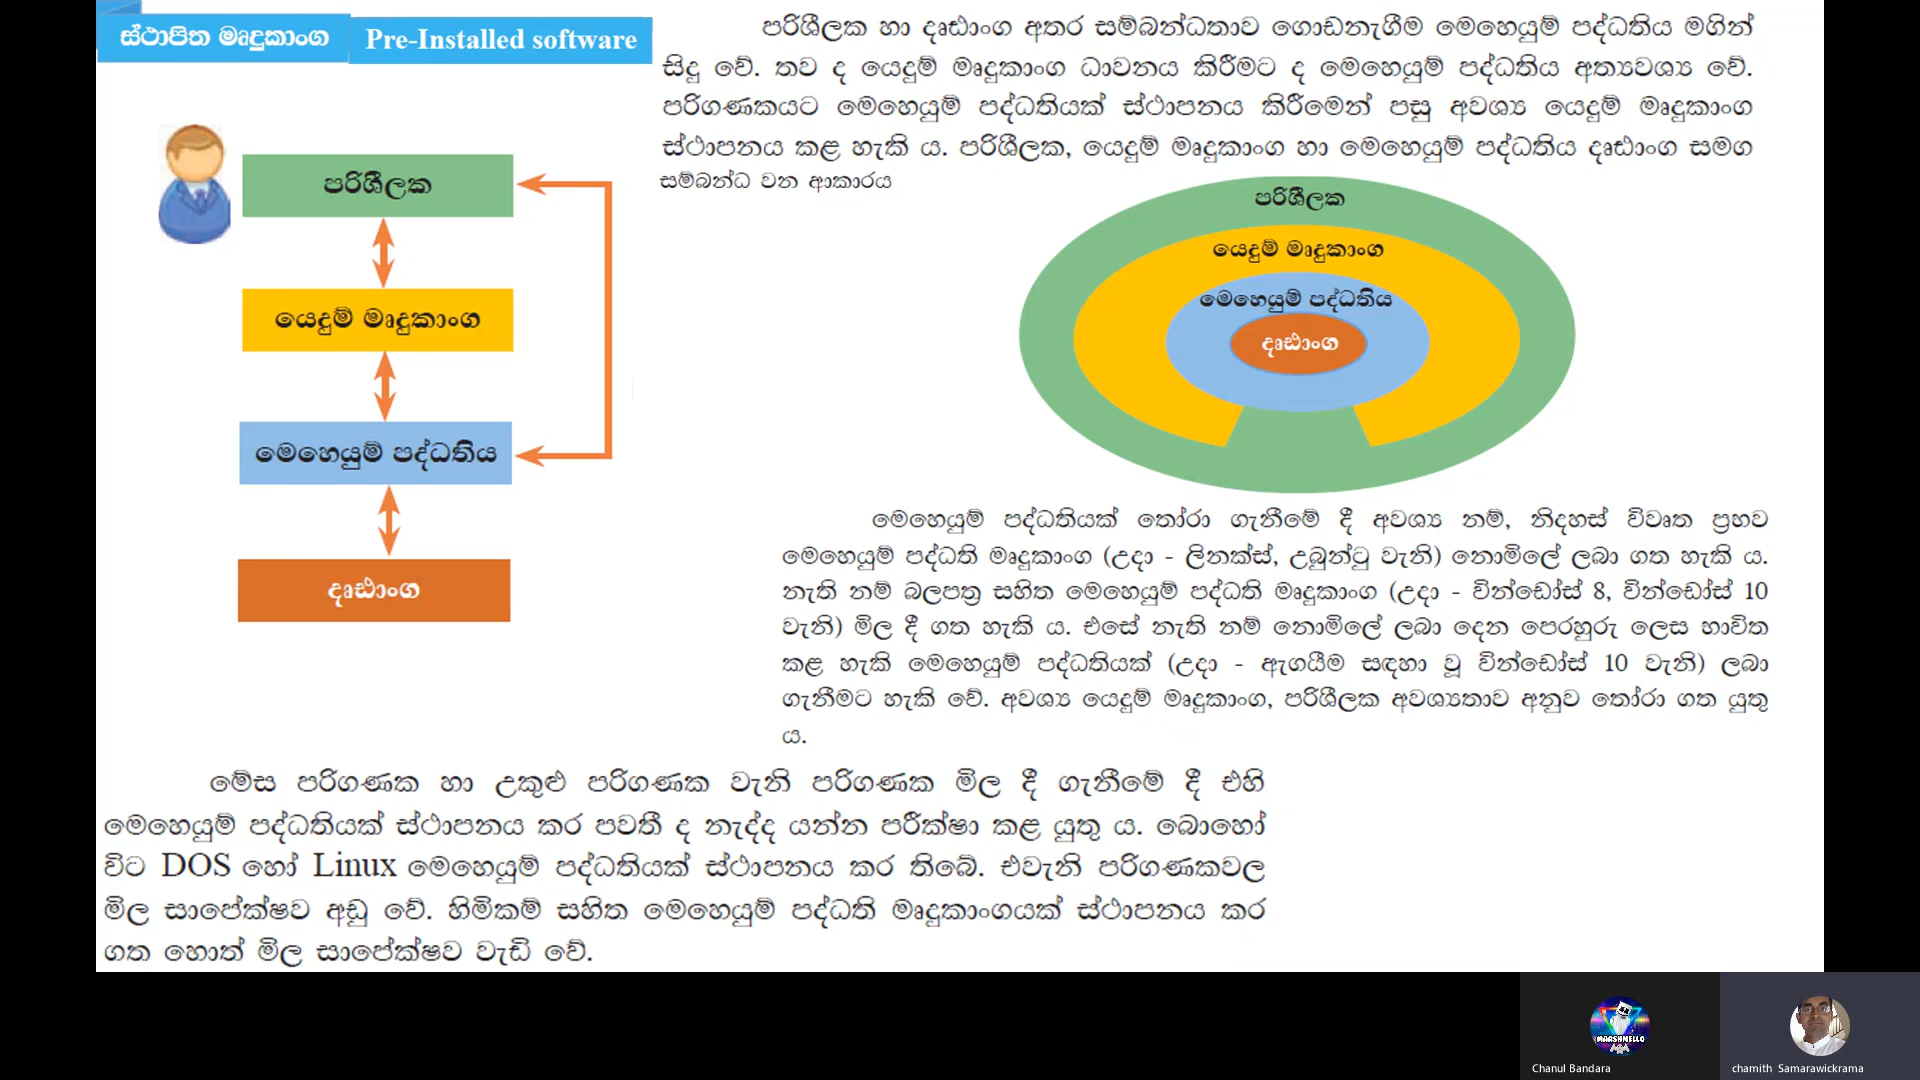 ස්ථාපිත මෘදුකාංග
Pre-Installed software
පරිශීලක හා දෘඪාංග අතර සම්බන්ධතාව ගොඩනැගීම මෙහෙයුම් පද්ධතිය මගින්
සිදු වේ. තව ද යෙදුම් මෘදුකාංග ධාවනය කිරීමට ද මෙහෙයුම් පද්ධතිය අත්‍යවශ්‍ය වේ.
පරිගණකයට මෙහෙයුම් පද්ධතියක් ස්ථාපනය කිරීමෙන් පසු අවශ්‍ය යෙදුම් මෘදුකාංග
ස්ථාපනය කළ හැකි ය. පරිශීලක, යෙදුම් මෘදුකාංග හා මෙහෙයුම් පද්ධතිය දෘඪාංග සමග
සම්බන්ධ වන ආකාරය
පරිශීලක
යෙදුම් මෘදුකාංග
මෙහෙයුම් පද්ධතිය
දෘඪාංග
පරිශීලක
යෙදුම් මෘදුකාංග
මෙහෙයුම් පද්ධතිය
දෘඪාංග
මෙහෙයුම් පද්ධතියක් තෝරා ගැනීමේ දී අවශ්‍ය නම්, නිදහස් විවෘත ප්‍රභව
මෙහෙයුම් පද්ධති මෘදුකාංග (උදා - ලිනක්ස්, උබුන්ටු වැනි) නොමිලේ ලබා ගත හැකි ය.
නැති නම් බලපත්‍ර සහිත මෙහෙයුම් පද්ධති මෘදුකාංග (උදා - වින්ඩෝස් 8, වින්ඩෝස් 10
වැනි) මිල දී ගත හැකි ය. එසේ නැති නම් නොමිලේ ලබා දෙන පෙරහුරු ලෙස භාවිත
කළ හැකි මෙහෙයුම් පද්ධතියක් (උදා - ඇගයීම සඳහා වූ වින්ඩෝස් 10 වැනි) ලබා
ගැනීමට හැකි වේ. අවශ්‍ය යෙදුම් මෘදුකාංග, පරිශීලක අවශ්‍යතාව අනුව තෝරා ගත යුතු
ය.
මේස පරිගණක හා උකුළු පරිගණක වැනි පරිගණක මිල දී ගැනීමේ දී එහි
මෙහෙයුම් පද්ධතියක් ස්ථාපනය කර පවතී ද නැද්ද යන්න පරීක්ෂා කළ යුතු ය. බොහෝ
විට DOS හෝ Linux මෙහෙයුම් පද්ධතියක් ස්ථාපනය කර තිබේ. එවැනි පරිගණකවල
මිල සාපේක්ෂව අඩු වේ. හිමිකම් සහිත මෙහෙයුම් පද්ධති මෘදුකාංගයක් ස්ථාපනය කර
ගත හොත් මිල සාපේක්ෂව වැඩි වේ.
MARSHMELLO
Chanul Bandara
chamith Samarawickrama